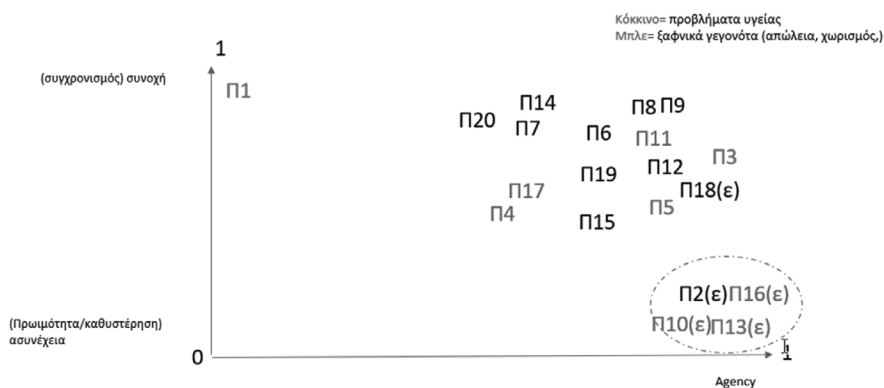 Κόκκινο= προβλήματα υγείας
Μπλε= ξαφνικά γεγονότα (απώλεια, χωρισμός,)
1
(συγχρονισμός) συνοχή
Π1
Π14
Π8 Π9
Π20
Π7
Π6
Π11
Π3
Π12
Π19
Π18(ε)
Π17
Π5
Π4
Π15
Π2(ε) Π16(ε)
Π10(ε) Π13(ε)
(Πρωιμότητα/καθυστέρηση)
ασυνέχεια
0
1
Agency